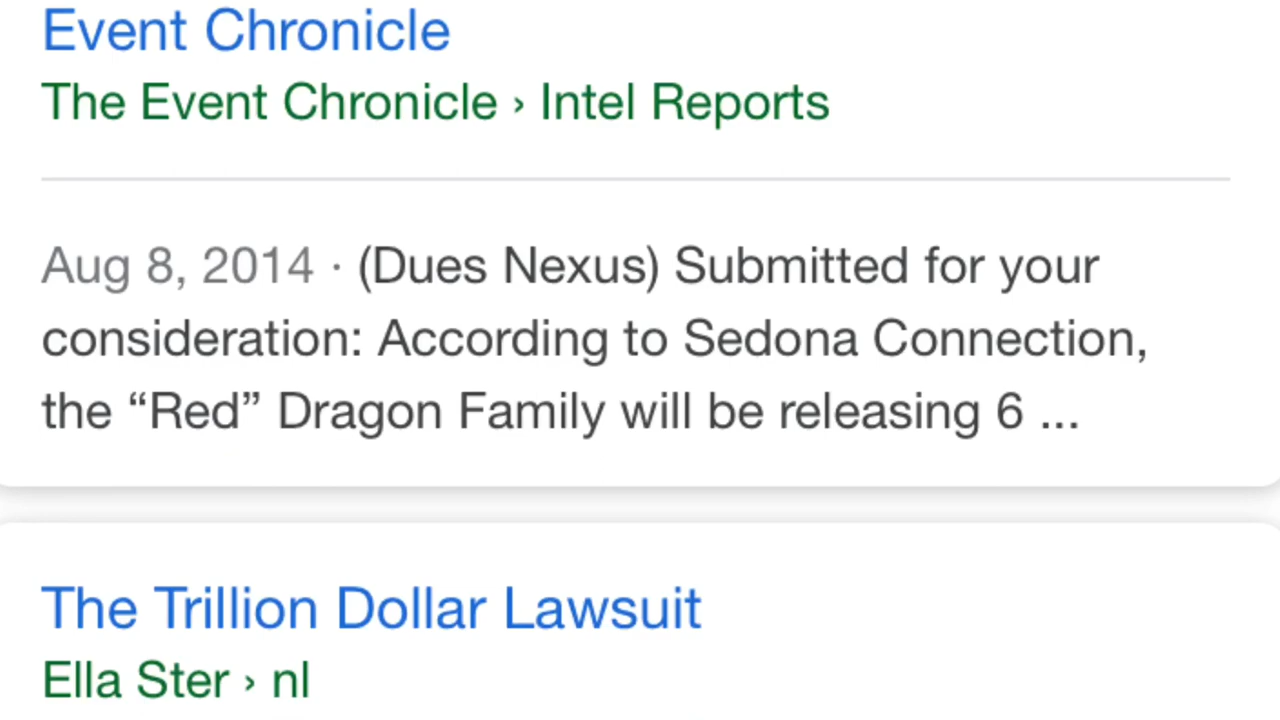 Event Chronicle
The Event Chronicle › Intel Reports
Aug 8, 2014 · (Dues Nexus) Submitted for your
consideration: According to Sedona Connection,
the “Red” Dragon Family will be releasing 6 ...
The Trillion Dollar Lawsuit
Ella Ster › nl